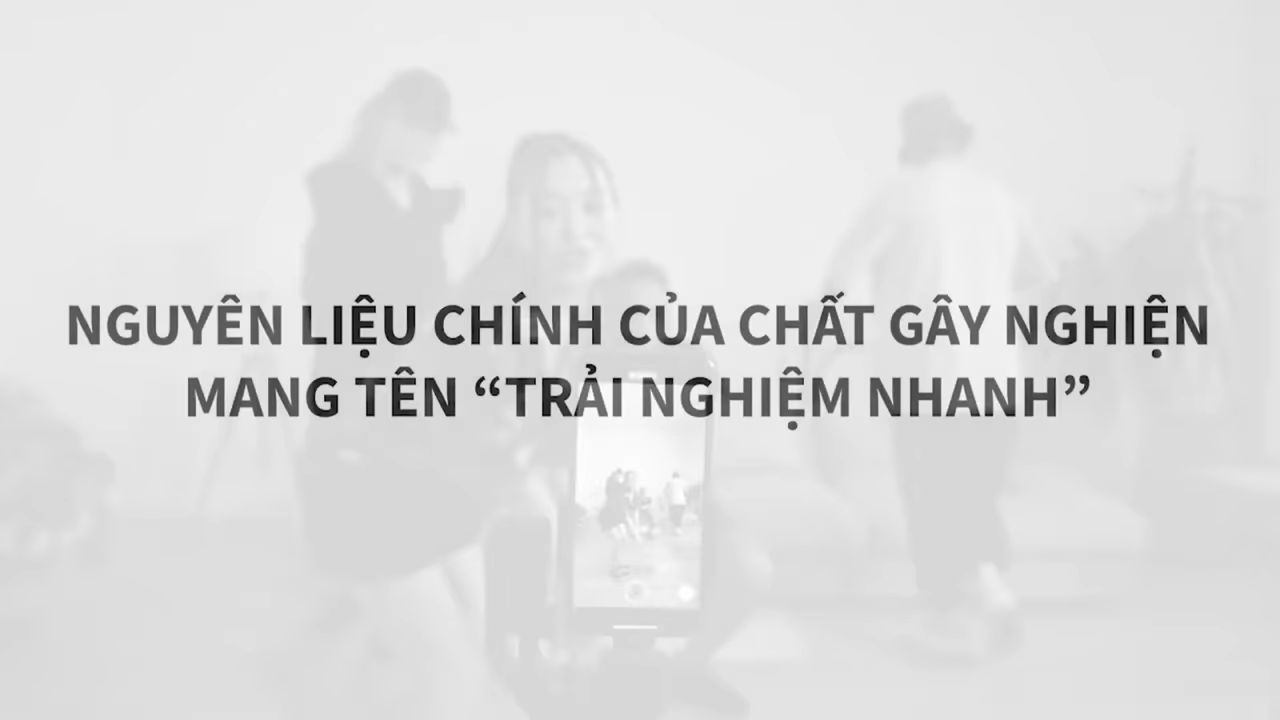 NGUYÊN LIỆU CHÍNH CỦA CHẤT GÂY NGHIỆN
MANG TÊN “TRẢI NGHIỆM NHANH”